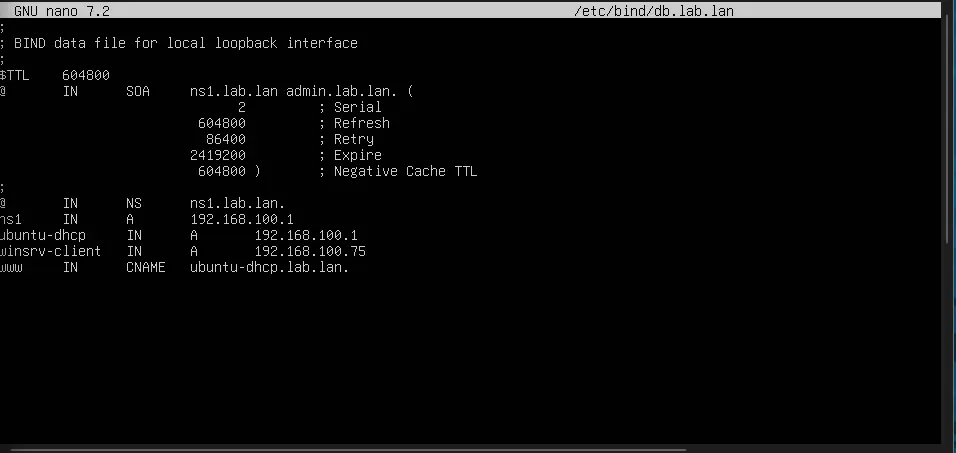 GNU nano 7.2 /etc/bind/db.lab.lan
;
; BIND data file for local loopback interface
;
$TTL 604800
@ IN SOA ns1.lab.lan admin.lab.lan. (
2 ; Serial
604800 ; Refresh
86400 ; Retry
2419200 ; Expire
604800 ) ; Negative Cache TTL
;
@ IN NS ns1.lab.lan.
ns1 IN A 192.168.100.1
ubuntu-dhcp IN A 192.168.100.1
winsrv-client IN A 192.168.100.75
www IN CNAME ubuntu-dhcp.lab.lan.